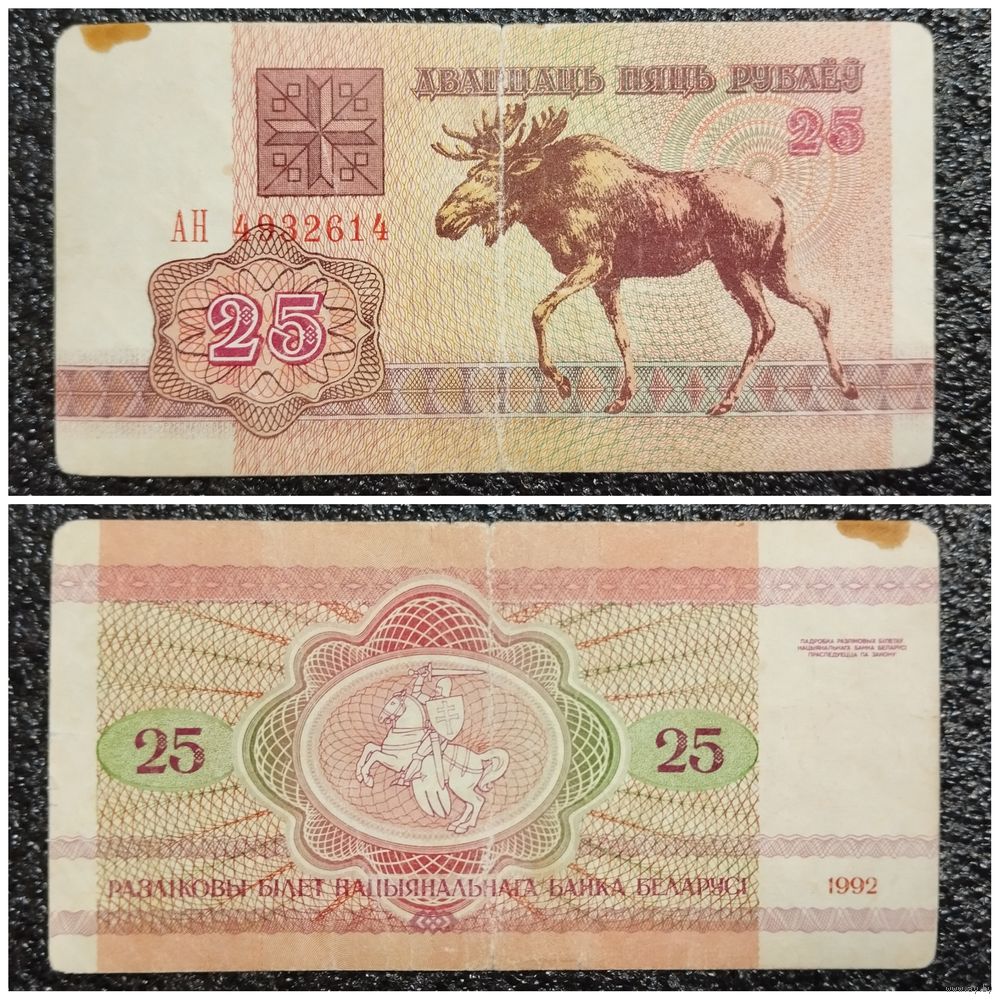 ДВАЦЦАЦЬ ПЯЦЬ РУБЛЁЎ
25
АН 4932614
25
ПАДРОБКА РАЗЛІКОВЫХ БІЛЕТАЎ
НАЦЫЯНАЛЬНАГА БАНКА БЕЛАРУСІ
ПРАСЛЕДУЕЦЦА ПА ЗАКОНУ
25 25
РАЗЛІКОВЫ БІЛЕТ НАЦЫЯНАЛЬНАГА БАНКА БЕЛАРУСІ 1992